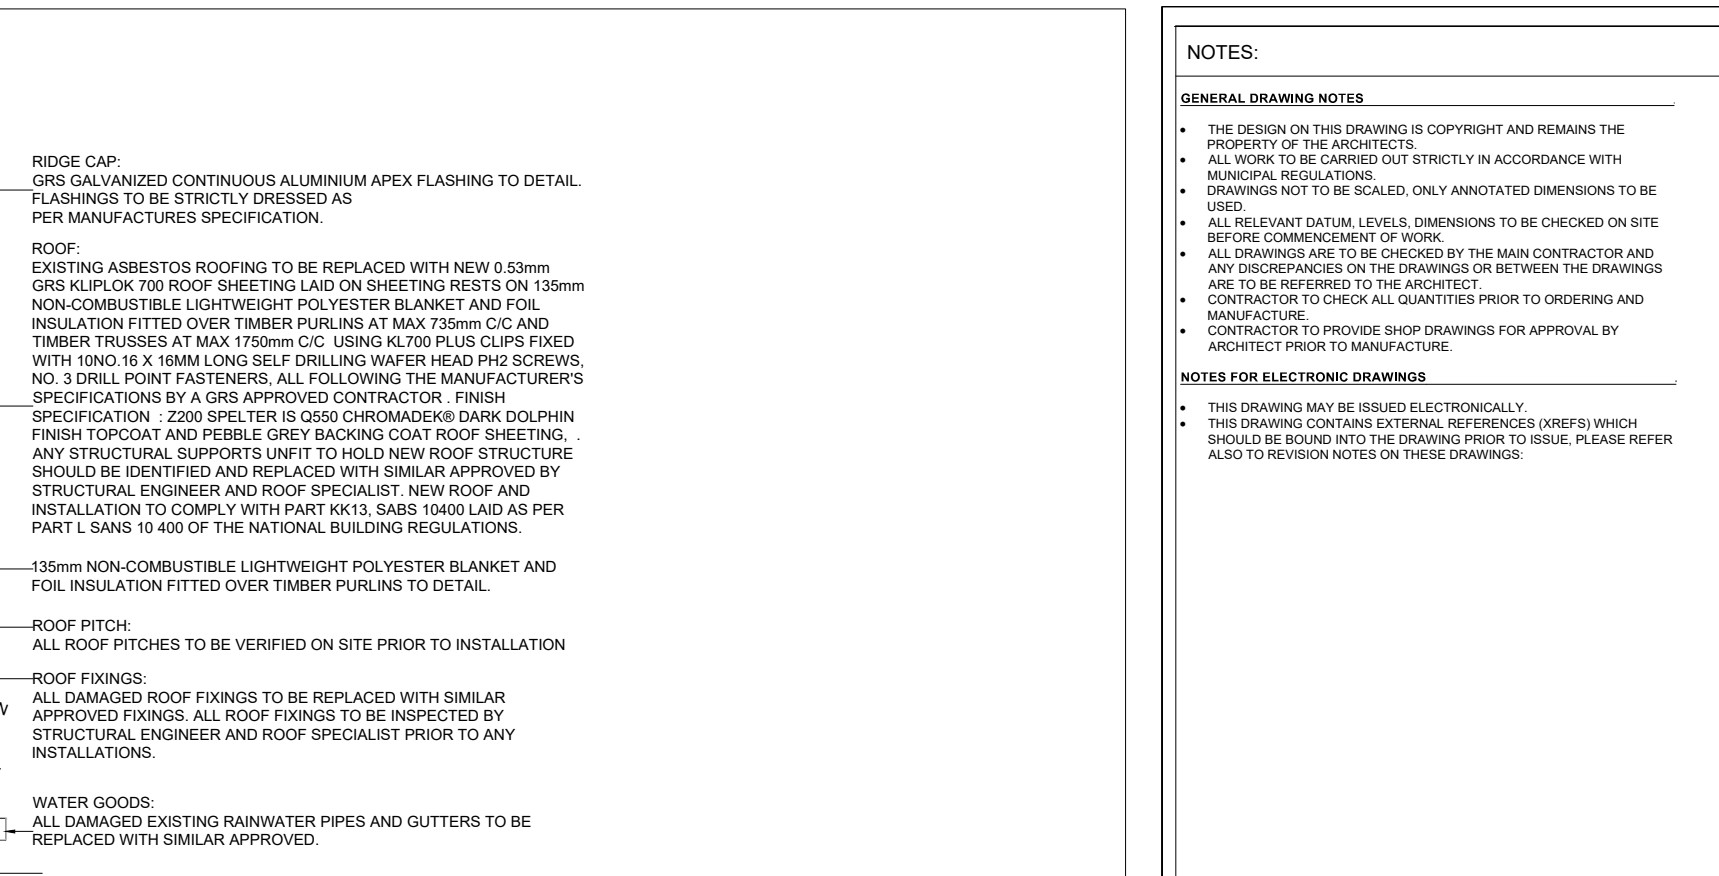 RIDGE CAP:
GRS GALVANIZED CONTINUOUS ALUMINIUM APEX FLASHING TO DETAIL.
FLASHINGS TO BE STRICTLY DRESSED AS
PER MANUFACTURES SPECIFICATION.
ROOF:
EXISTING ASBESTOS ROOFING TO BE REPLACED WITH NEW 0.53mm
GRS KLIPLOK 700 ROOF SHEETING LAID ON SHEETING RESTS ON 135mm
NON-COMBUSTIBLE LIGHTWEIGHT POLYESTER BLANKET AND FOIL
INSULATION FITTED OVER TIMBER PURLINS AT MAX 735mm C/C AND
TIMBER TRUSSES AT MAX 1750mm C/C USING KL700 PLUS CLIPS FIXED
WITH 10NO.16 X 16MM LONG SELF DRILLING WAFER HEAD PH2 SCREWS,
NO. 3 DRILL POINT FASTENERS, ALL FOLLOWING THE MANUFACTURER'S
SPECIFICATIONS BY A GRS APPROVED CONTRACTOR . FINISH
SPECIFICATION : Z200 SPELTER IS Q550 CHROMADEK® DARK DOLPHIN
FINISH TOPCOAT AND PEBBLE GREY BACKING COAT ROOF SHEETING, .
ANY STRUCTURAL SUPPORTS UNFIT TO HOLD NEW ROOF STRUCTURE
SHOULD BE IDENTIFIED AND REPLACED WITH SIMILAR APPROVED BY
STRUCTURAL ENGINEER AND ROOF SPECIALIST. NEW ROOF AND
INSTALLATION TO COMPLY WITH PART KK13, SABS 10400 LAID AS PER
PART L SANS 10 400 OF THE NATIONAL BUILDING REGULATIONS.
135mm NON-COMBUSTIBLE LIGHTWEIGHT POLYESTER BLANKET AND
FOIL INSULATION FITTED OVER TIMBER PURLINS TO DETAIL.
ROOF PITCH:
ALL ROOF PITCHES TO BE VERIFIED ON SITE PRIOR TO INSTALLATION
ROOF FIXINGS:
ALL DAMAGED ROOF FIXINGS TO BE REPLACED WITH SIMILAR
APPROVED FIXINGS. ALL ROOF FIXINGS TO BE INSPECTED BY
STRUCTURAL ENGINEER AND ROOF SPECIALIST PRIOR TO ANY
INSTALLATIONS.
WATER GOODS:
ALL DAMAGED EXISTING RAINWATER PIPES AND GUTTERS TO BE
REPLACED WITH SIMILAR APPROVED.
NOTES:
GENERAL DRAWING NOTES
• THE DESIGN ON THIS DRAWING IS COPYRIGHT AND REMAINS THE
PROPERTY OF THE ARCHITECTS.
• ALL WORK TO BE CARRIED OUT STRICTLY IN ACCORDANCE WITH
MUNICIPAL REGULATIONS.
• DRAWINGS NOT TO BE SCALED, ONLY ANNOTATED DIMENSIONS TO BE
USED.
• ALL RELEVANT DATUM, LEVELS, DIMENSIONS TO BE CHECKED ON SITE
BEFORE COMMENCEMENT OF WORK.
• ALL DRAWINGS ARE TO BE CHECKED BY THE MAIN CONTRACTOR AND
ANY DISCREPANCIES ON THE DRAWINGS OR BETWEEN THE DRAWINGS
ARE TO BE REFERRED TO THE ARCHITECT.
• CONTRACTOR TO CHECK ALL QUANTITIES PRIOR TO ORDERING AND
MANUFACTURE.
• CONTRACTOR TO PROVIDE SHOP DRAWINGS FOR APPROVAL BY
ARCHITECT PRIOR TO MANUFACTURE.
NOTES FOR ELECTRONIC DRAWINGS
• THIS DRAWING MAY BE ISSUED ELECTRONICALLY.
• THIS DRAWING CONTAINS EXTERNAL REFERENCES (XREFS) WHICH
SHOULD BE BOUND INTO THE DRAWING PRIOR TO ISSUE, PLEASE REFER
ALSO TO REVISION NOTES ON THESE DRAWINGS: